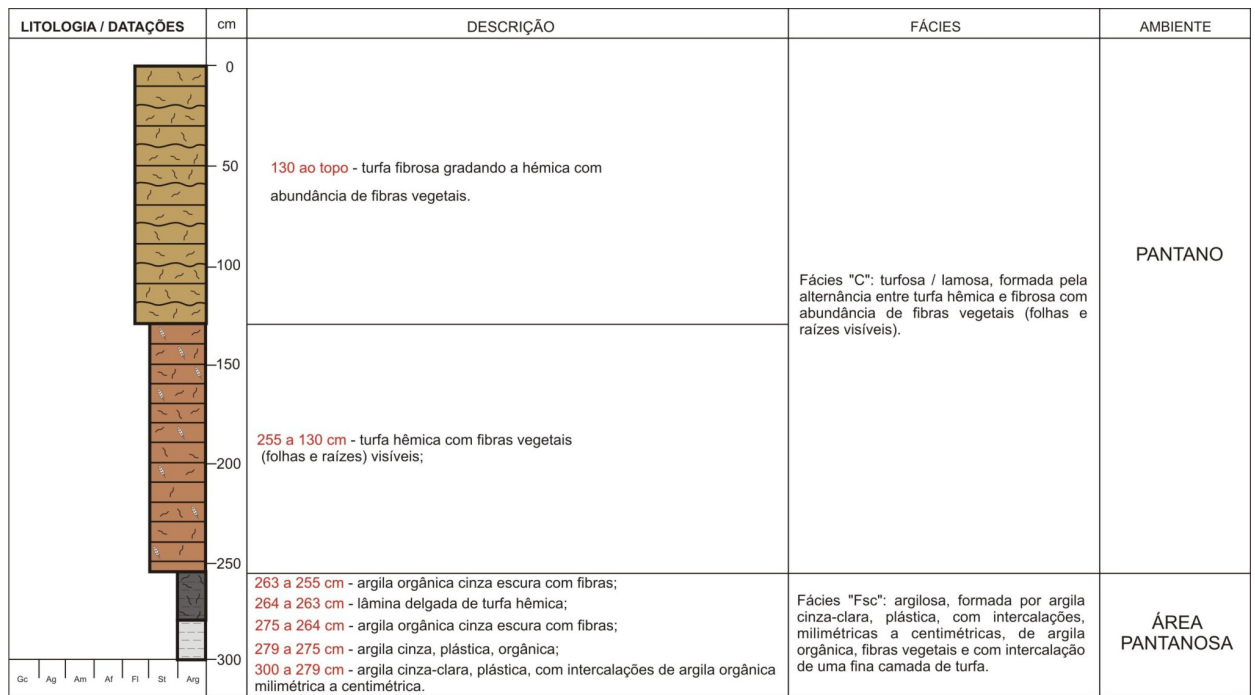 LITOLOGIA / DATAÇÕES
cm
DESCRIÇÃO
FÁCIES
AMBIENTE
0
50
100
150
200
250
300
130 ao topo - turfa fibrosa gradando a hémica com
abundância de fibras vegetais.
255 a 130 cm - turfa hêmica com fibras vegetais
(folhas e raízes) visíveis;
263 a 255 cm - argila orgânica cinza escura com fibras;
264 a 263 cm - lâmina delgada de turfa hêmica;
275 a 264 cm - argila orgânica cinza escura com fibras;
279 a 275 cm - argila cinza, plástica, orgânica;
300 a 279 cm - argila cinza-clara, plástica, com intercalações de argila orgânica
milimétrica a centimétrica.
Fácies "C": turfosa / lamosa, formada pela
alternância entre turfa hêmica e fibrosa com
abundância de fibras vegetais (folhas e
raízes visíveis).
Fácies "Fsc": argilosa, formada por argila
cinza-clara, plástica, com intercalações,
milimétricas a centimétricas, de argila
orgânica, fibras vegetais e com intercalação
de uma fina camada de turfa.
PANTANO
ÁREA
PANTANOSA
Gc Ag Am Af Fl St Arg